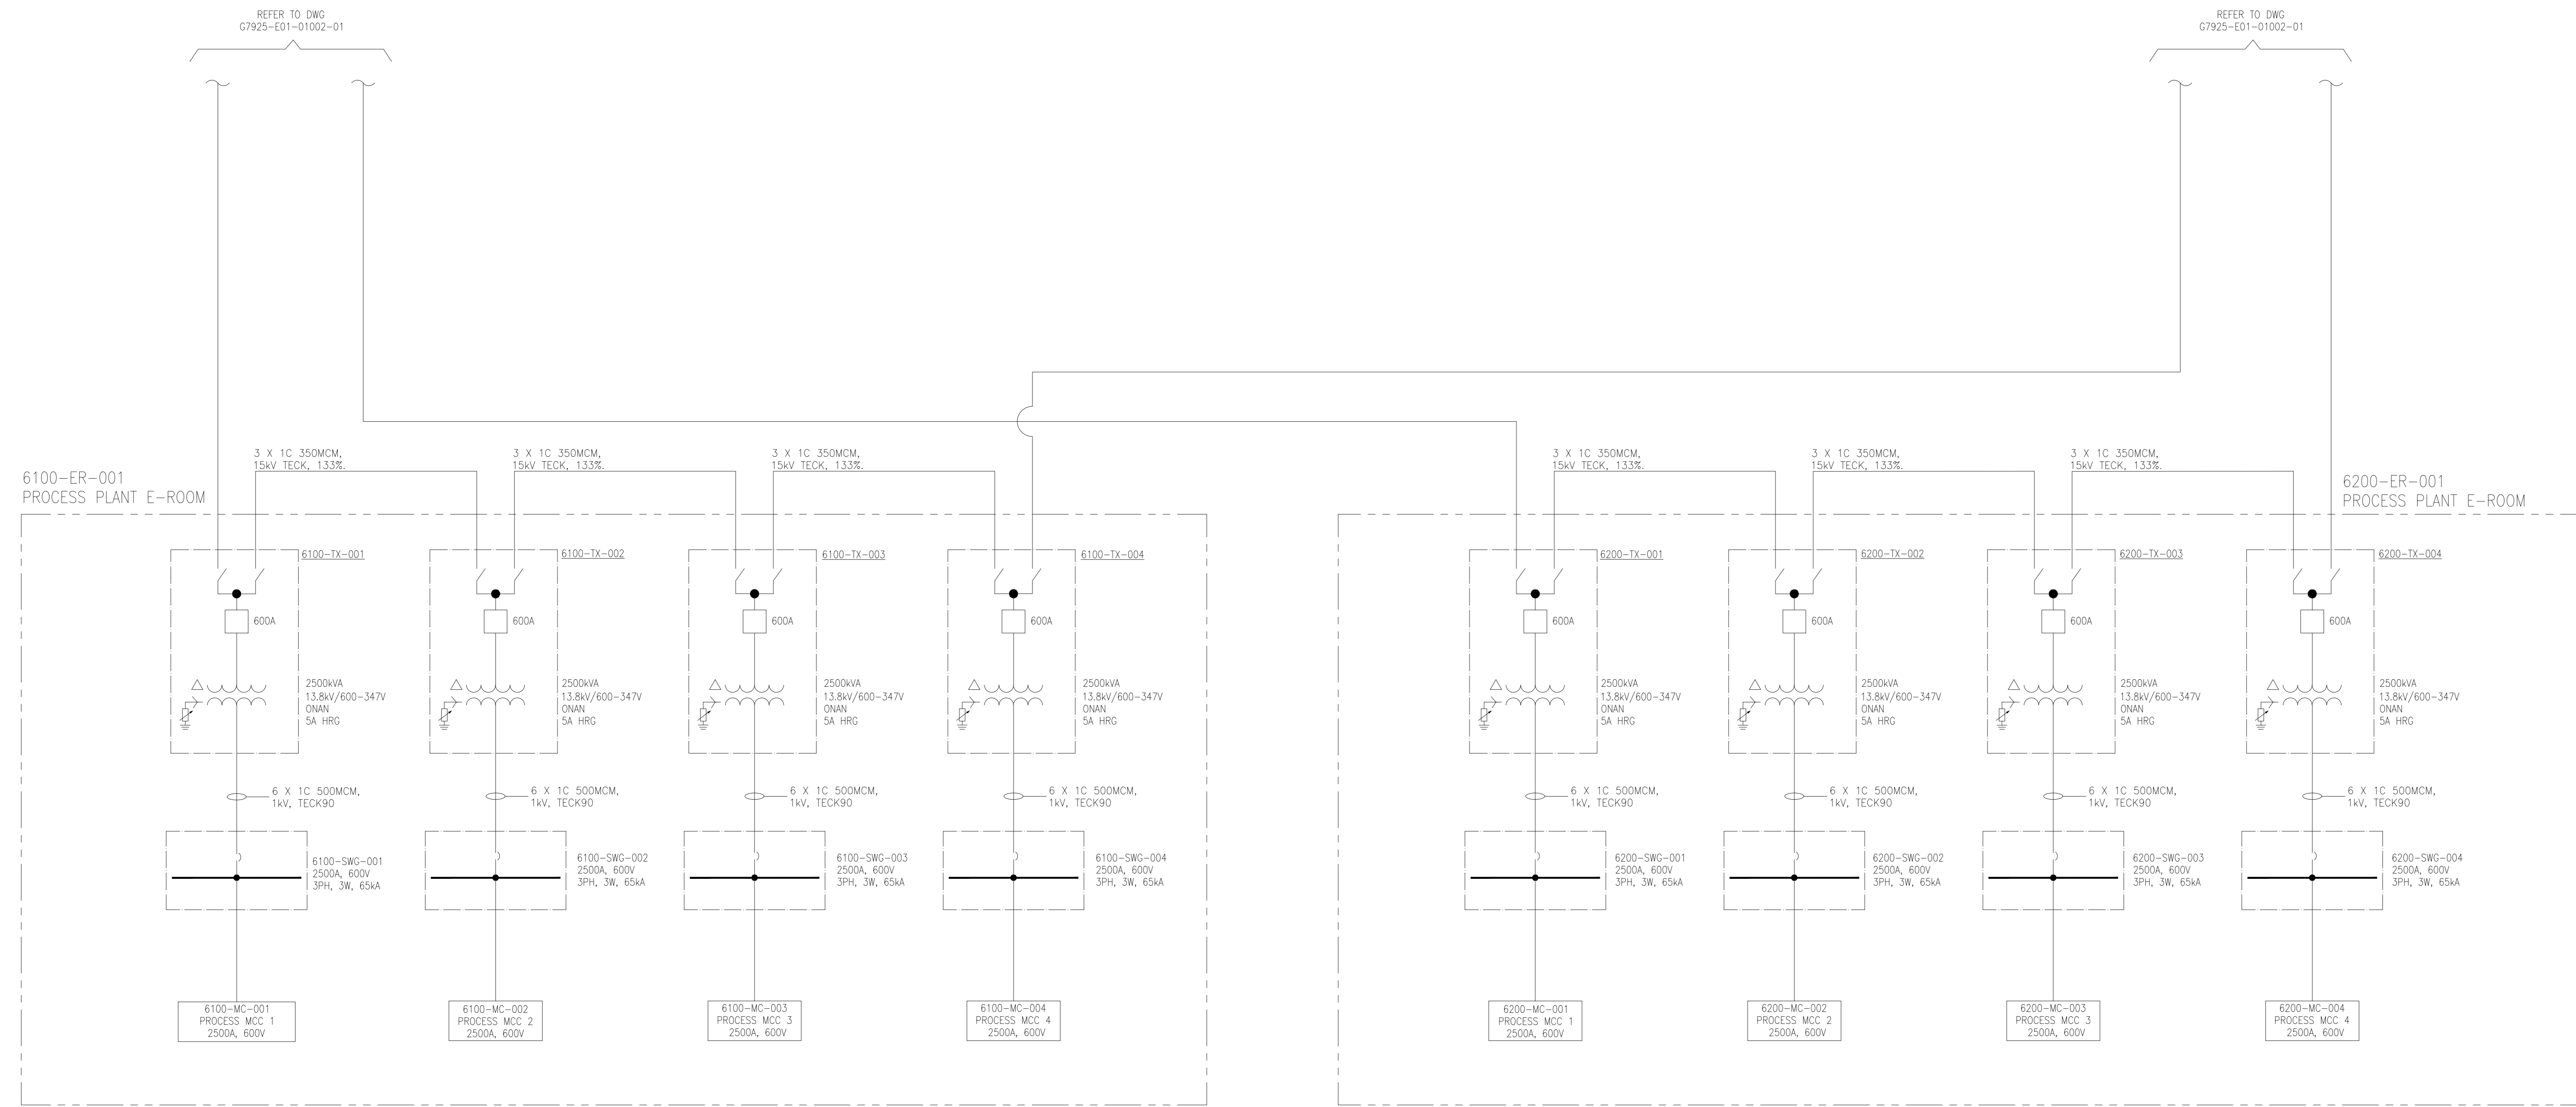 REFER TO DWG
G7925-E01-01002-01
REFER TO DWG
G7925-E01-01002-01
3 X 1C 350MCM,
15kV TECK, 133%.
3 X 1C 350MCM,
15kV TECK, 133%.
3 X 1C 350MCM,
15kV TECK, 133%.
3 X 1C 350MCM,
15kV TECK, 133%.
3 X 1C 350MCM,
15kV TECK, 133%.
3 X 1C 350MCM,
15kV TECK, 133%.
6100-ER-001
PROCESS PLANT E-ROOM
6200-ER-001
PROCESS PLANT E-ROOM
6100-TX-001
6100-TX-002
6100-TX-003
6100-TX-004
6200-TX-001
6200-TX-002
6200-TX-003
6200-TX-004
600A
600A
600A
600A
600A
600A
600A
600A
2500kVA
13.8kV/600-347V
ONAN
5A HRG
2500kVA
13.8kV/600-347V
ONAN
5A HRG
2500kVA
13.8kV/600-347V
ONAN
5A HRG
2500kVA
13.8kV/600-347V
ONAN
5A HRG
2500kVA
13.8kV/600-347V
ONAN
5A HRG
2500kVA
13.8kV/600-347V
ONAN
5A HRG
2500kVA
13.8kV/600-347V
ONAN
5A HRG
2500kVA
13.8kV/600-347V
ONAN
5A HRG
6 X 1C 500MCM,
1kV, TECK90
6 X 1C 500MCM,
1kV, TECK90
6 X 1C 500MCM,
1kV, TECK90
6 X 1C 500MCM,
1kV, TECK90
6 X 1C 500MCM,
1kV, TECK90
6 X 1C 500MCM,
1kV, TECK90
6 X 1C 500MCM,
1kV, TECK90
6 X 1C 500MCM,
1kV, TECK90
6100-SWG-001
2500A, 600V
3PH, 3W, 65kA
6100-SWG-002
2500A, 600V
3PH, 3W, 65kA
6100-SWG-003
2500A, 600V
3PH, 3W, 65kA
6100-SWG-004
2500A, 600V
3PH, 3W, 65kA
6200-SWG-001
2500A, 600V
3PH, 3W, 65kA
6200-SWG-002
2500A, 600V
3PH, 3W, 65kA
6200-SWG-003
2500A, 600V
3PH, 3W, 65kA
6200-SWG-004
2500A, 600V
3PH, 3W, 65kA
6100-MC-001
PROCESS MCC 1
2500A, 600V
6100-MC-002
PROCESS MCC 2
2500A, 600V
6100-MC-003
PROCESS MCC 3
2500A, 600V
6100-MC-004
PROCESS MCC 4
2500A, 600V
6200-MC-001
PROCESS MCC 1
2500A, 600V
6200-MC-002
PROCESS MCC 2
2500A, 600V
6200-MC-003
PROCESS MCC 3
2500A, 600V
6200-MC-004
PROCESS MCC 4
2500A, 600V